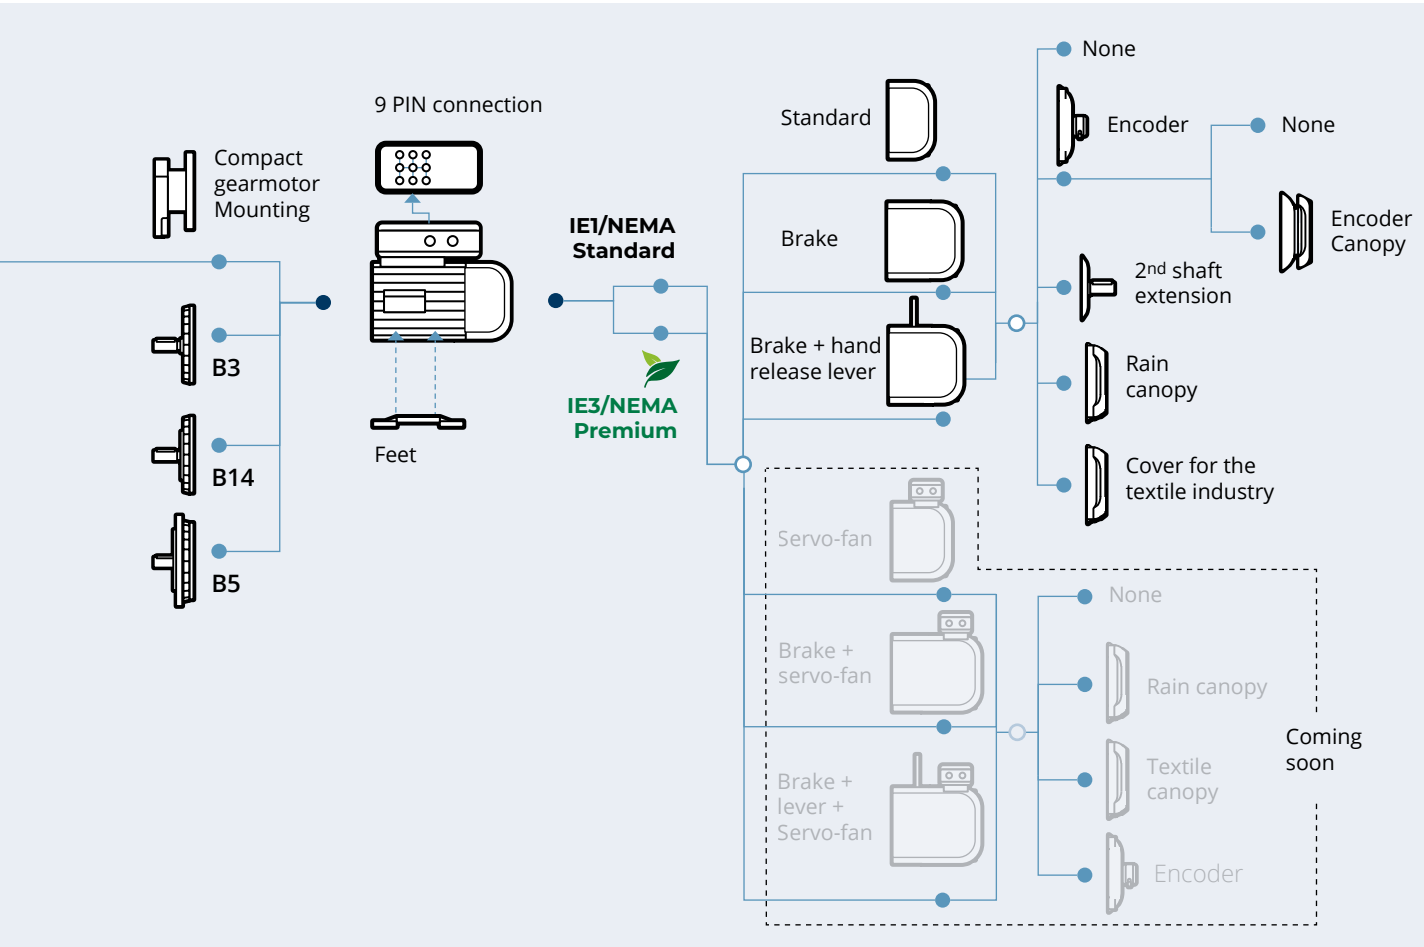 9 PIN connection
Compact
gearmotor
Mounting
B3
B14
B5
Feet
IE1/NEMA
Standard
IE3/NEMA
Premium
Standard
Brake
Brake + hand
release lever
None
Encoder
None
Encoder
Canopy
2nd shaft
extension
Rain
canopy
Cover for the
textile industry
Servo-fan
Brake +
servo-fan
Brake +
lever +
Servo-fan
None
Rain canopy
Textile
canopy
Encoder
Coming
soon